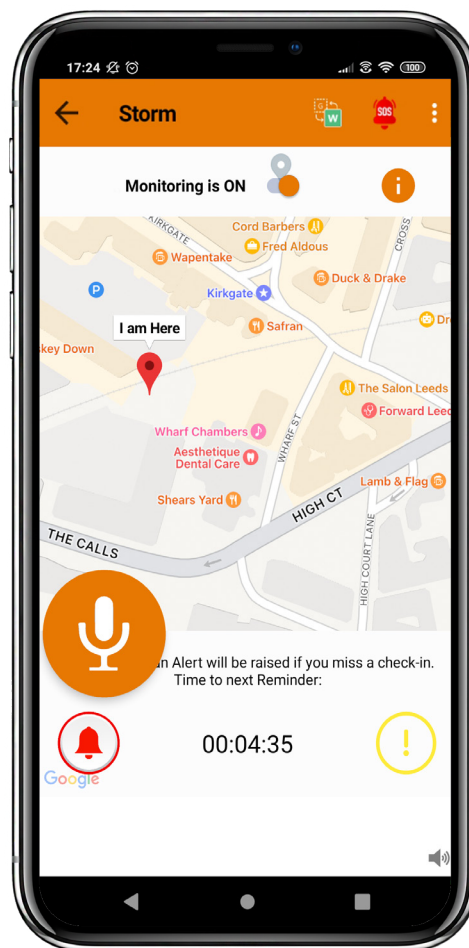 17:24
100
Storm
G
W
SOS
Monitoring is ON
i
KIRKGATE
Cord Barbers
CROSS
Fred Aldous
Wapentake
Duck & Drake
P
Kirkgate
I am Here
Safran
Dr
key Down
The Salon Leeds
Forward Leed
Wharf Chambers
WHARF ST
Aesthetique
Dental Care
Lamb & Flag
Shears Yard
HIGH CT
THE CALLS
HIGH COURT LANE
n Alert will be raised if you miss a check-in.
Time to next Reminder:
00:04:35
!
Google